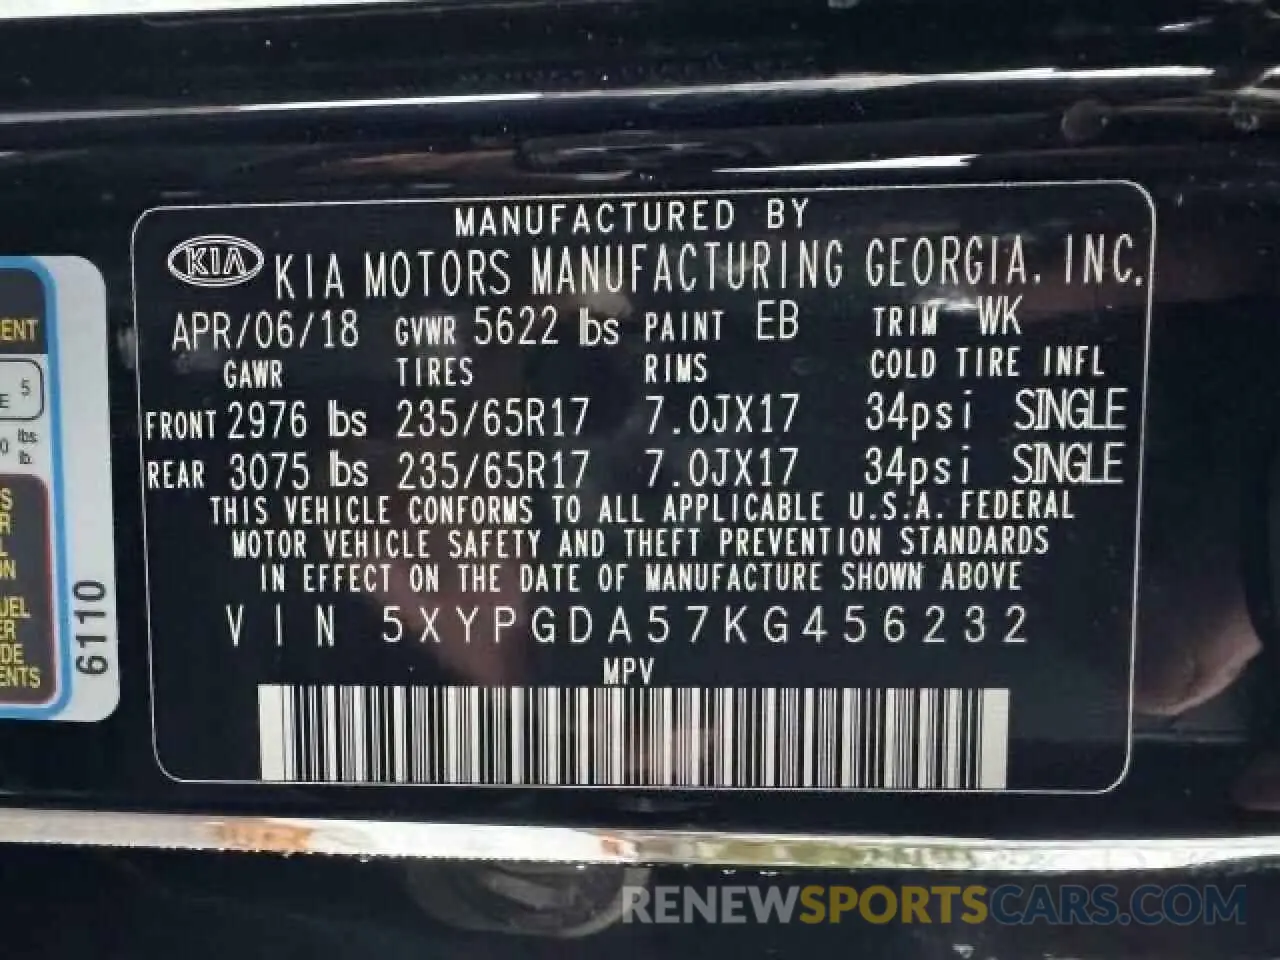 MANUFACTURED BY
KIA KIA MOTORS MANUFACTURING GEORGIA, INC.
APR/06/18 GVWR 5622 lbs PAINT EB TRIM WK
GAWR TIRES RIMS COLD TIRE INFL
FRONT 2976 lbs 235/65R17 7.0JX17 34psi SINGLE
REAR 3075 lbs 235/65R17 7.0JX17 34psi SINGLE
THIS VEHICLE CONFORMS TO ALL APPLICABLE U.S.A. FEDERAL
MOTOR VEHICLE SAFETY AND THEFT PREVENTION STANDARDS
IN EFFECT ON THE DATE OF MANUFACTURE SHOWN ABOVE
VIN 5XYPGDA57KG456232
MPV
5
lbs.
lb.
6110
RENEWSPORTSCARS.COM